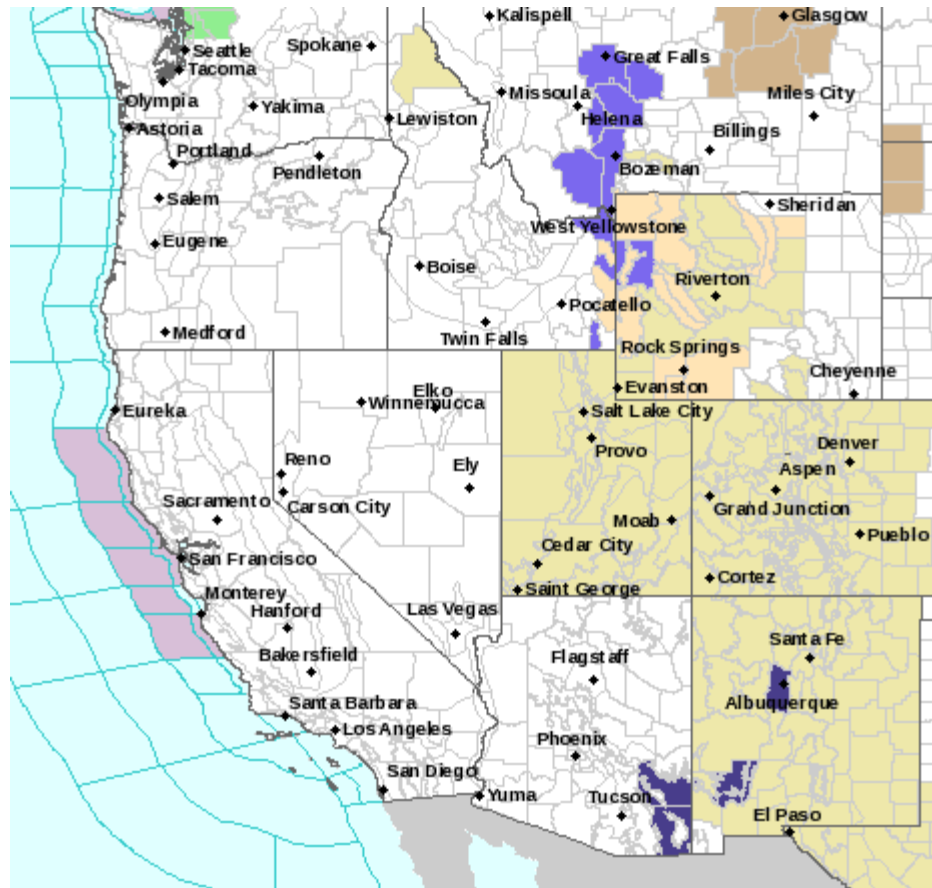 Kalispell
Glasgow
Seattle
Spokane
Great Falls
Tacoma
Olympia
Yakima
Missoula
Miles City
Helena
Astoria
Lewiston
Billings
Portland
Pendleton
Bozeman
Salem
Sheridan
West Yellowstone
Eugene
Boise
Riverton
Pocatello
Medford
Twin Falls
Rock Springs
Cheyenne
Evanston
Elko
Winnemucca
Eureka
Salt Lake City
Provo
Denver
Reno
Ely
Aspen
Sacramento
Carson City
Grand Junction
Moab
Pueblo
Cedar City
San Francisco
Cortez
Saint George
Monterey
Hanford
Las Vegas
Santa Fe
Bakersfield
Flagstaff
Santa Barbara
Albuquerque
Los Angeles
Phoenix
San Diego
Yuma
Tucson
El Paso